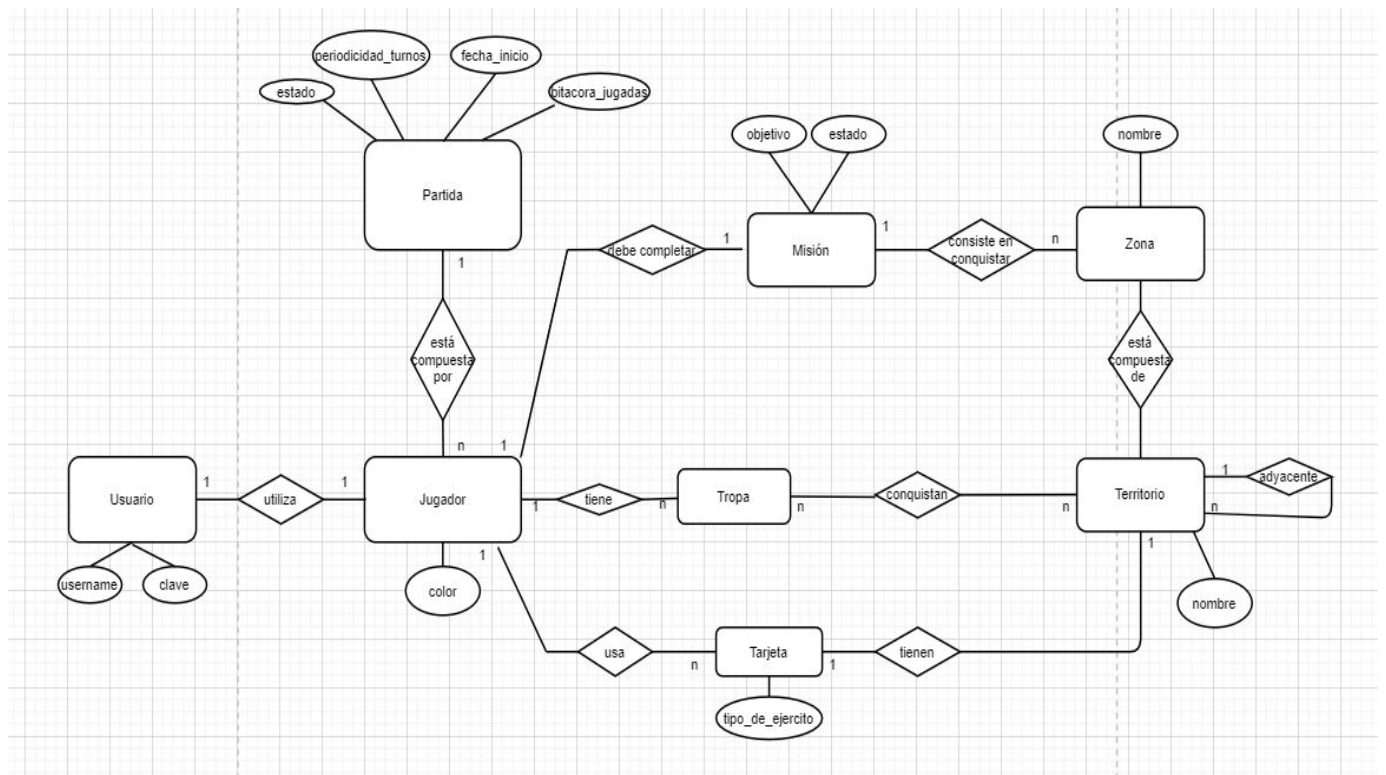 periodicidad_turnos
fecha_inicio
estado
bitacora_jugadas
Partida
1
está
compuesta
por
n
objetivo
estado
nombre
debe completar
1
Misión
1
consiste en
conquistar
n
Zona
está
compuesta
de
Usuario
1
utiliza
1
Jugador
1
1
tiene
n
Tropa
n
conquistan
n
Territorio
1
adyacente
n
username
clave
color
1
1
nombre
usa
n
Tarjeta
1
tienen
tipo_de_ejercito